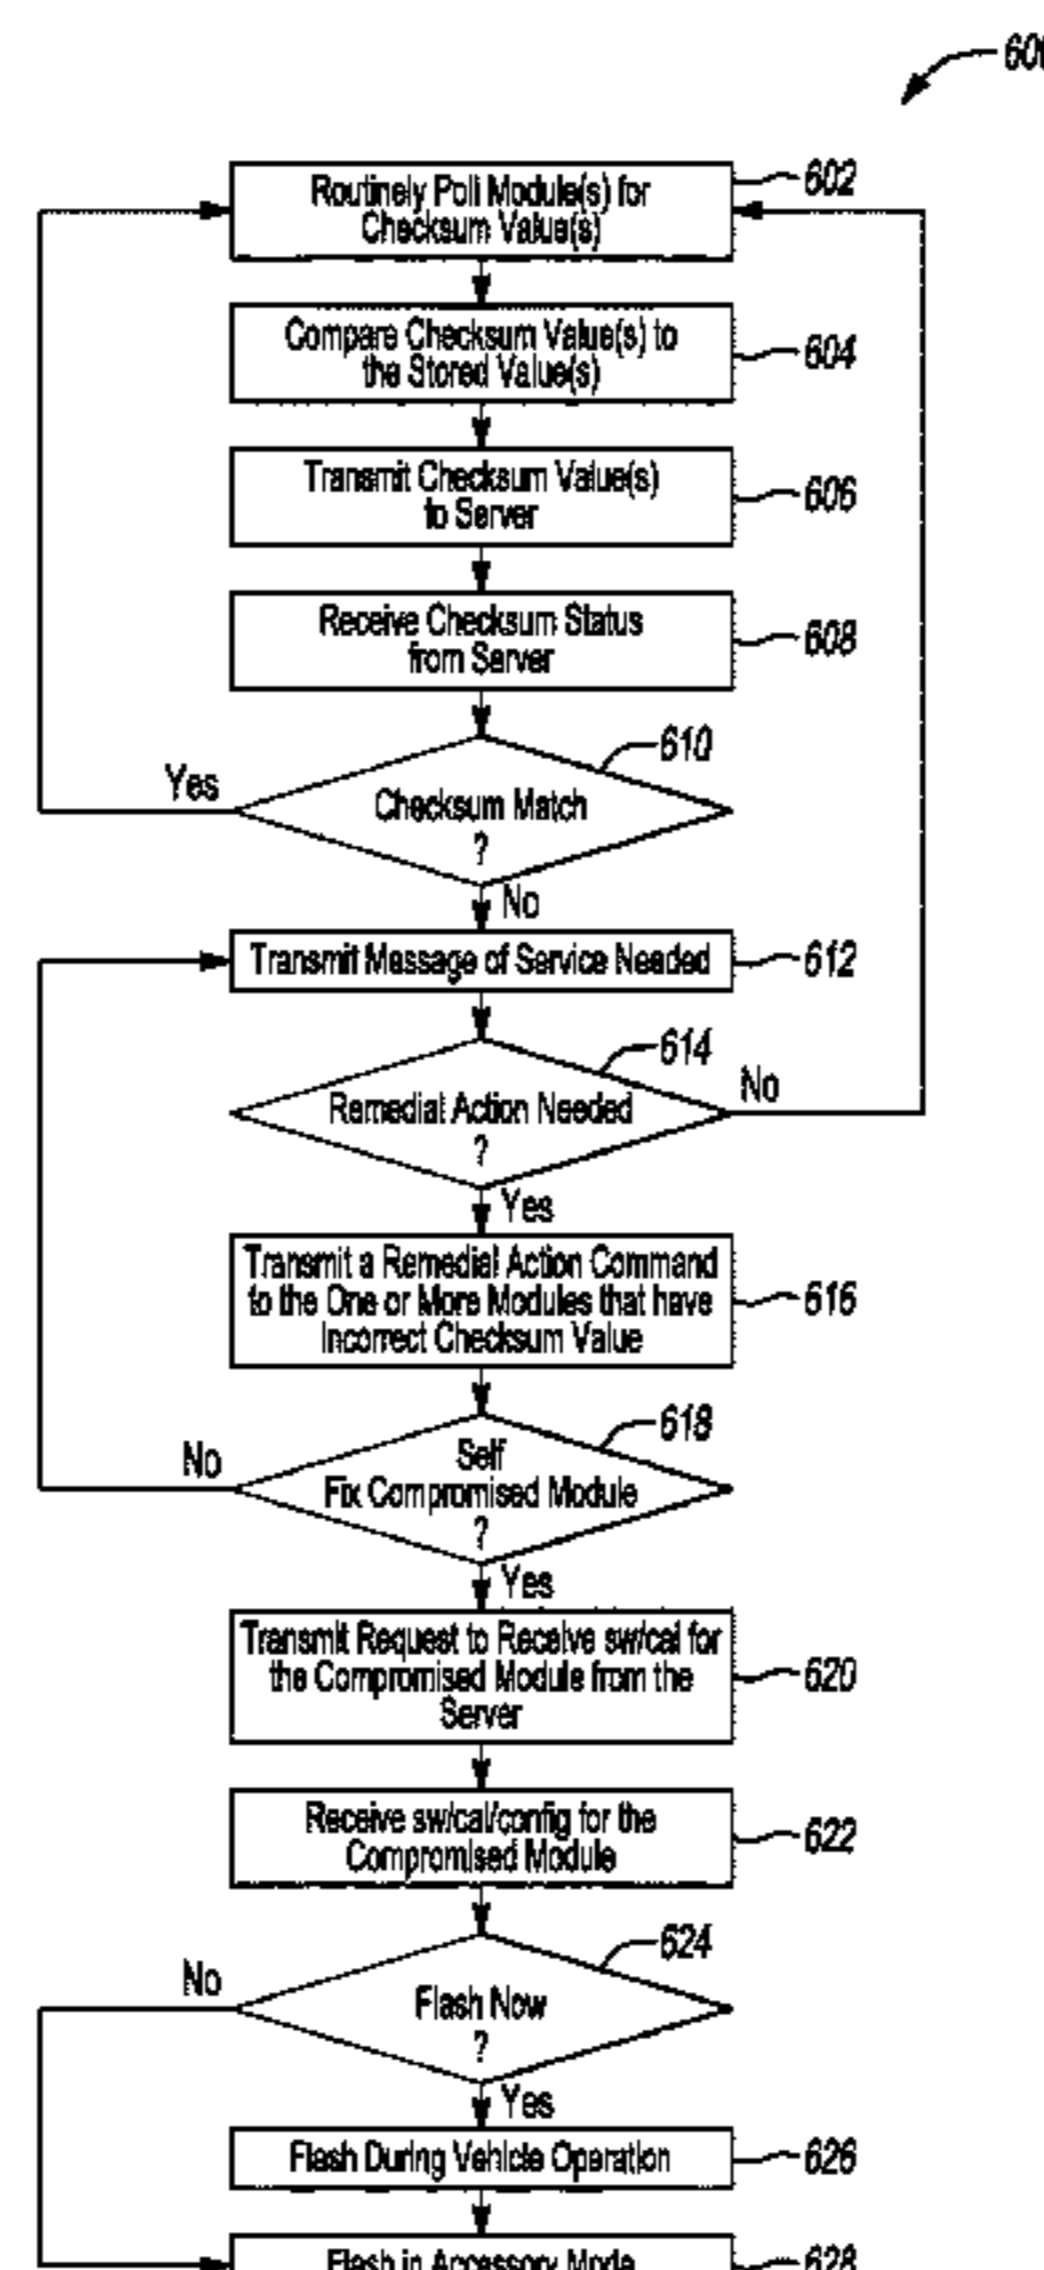 60
Routinely Poll Module(s) for
Checksum Value(s)
602
Compare Checksum Value(s) to
the Stored Value(s)
604
Transmit Checksum Value(s)
to Server
606
Receive Checksum Status
from Server
608
610
Yes
Checksum Match
?
No
Transmit Message of Service Needed
612
614
No
Remedial Action Needed
?
Yes
Transmit a Remedial Action Command
to the One or More Modules that have
Incorrect Checksum Value
616
618
No
Self
Fix Compromised Module
?
Yes
Transmit Request to Receive sw/cal for
the Compromised Module from the
Server
620
Receive sw/cal/config for the
Compromised Module
622
624
No
Flash Now
?
Yes
Flash During Vehicle Operation
626
Flash in Accessory Mode
628